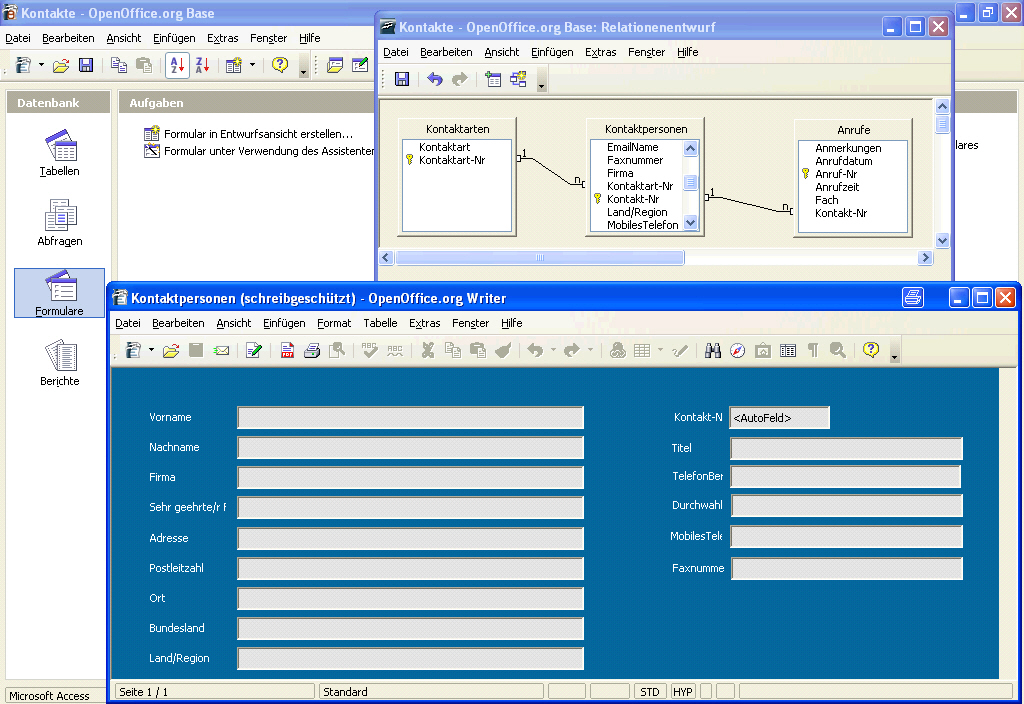 Kontakte - OpenOffice.org Base
Datei Bearbeiten Ansicht Einfügen Extras Fenster Hilfe
Datenbank
Aufgaben
Tabellen
Abfragen
Formulare
Berichte
Formular in Entwurfsansicht erstellen...
Formular unter Verwendung des Assistenten
lares
Microsoft Access
Kontakte - OpenOffice.org Base: Relationenentwurf
Datei Bearbeiten Ansicht Einfügen Extras Fenster Hilfe
Kontaktarten
Kontaktart
Kontaktart-Nr
1
n
Kontaktpersonen
EmailName
Faxnummer
Firma
Kontaktart-Nr
Kontakt-Nr
Land/Region
MobilesTelefon
1
n
Anrufe
Anmerkungen
Anrufdatum
Anruf-Nr
Anrufzeit
Fach
Kontakt-Nr
Kontaktpersonen (schreibgeschützt) - OpenOffice.org Writer
Datei Bearbeiten Ansicht Einfügen Format Tabelle Extras Fenster Hilfe
Vorname
Nachname
Firma
Sehr geehrte/r F
Adresse
Postleitzahl
Ort
Bundesland
Land/Region
Kontakt-N <AutoFeld>
Titel
TelefonBer
Durchwahl
MobilesTele
Faxnumme
Seite 1 / 1 Standard STD HYP